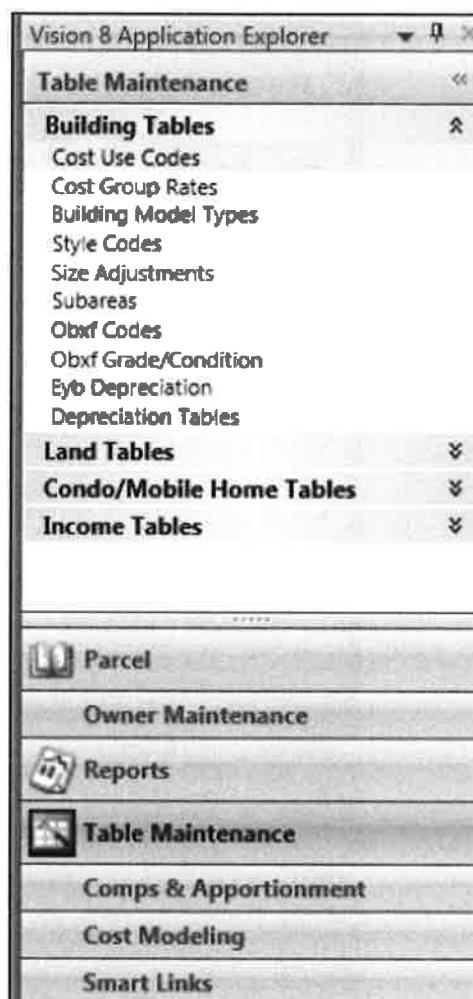 Vision 8 Application Explorer
Table Maintenance
Building Tables
Cost Use Codes
Cost Group Rates
Building Model Types
Style Codes
Size Adjustments
Subareas
Obxf Codes
Obxf Grade/Condition
Eyb Depreciation
Depreciation Tables
Land Tables
Condo/Mobile Home Tables
Income Tables
Parcel
Owner Maintenance
Reports
Table Maintenance
Comps & Apportionment
Cost Modeling
Smart Links